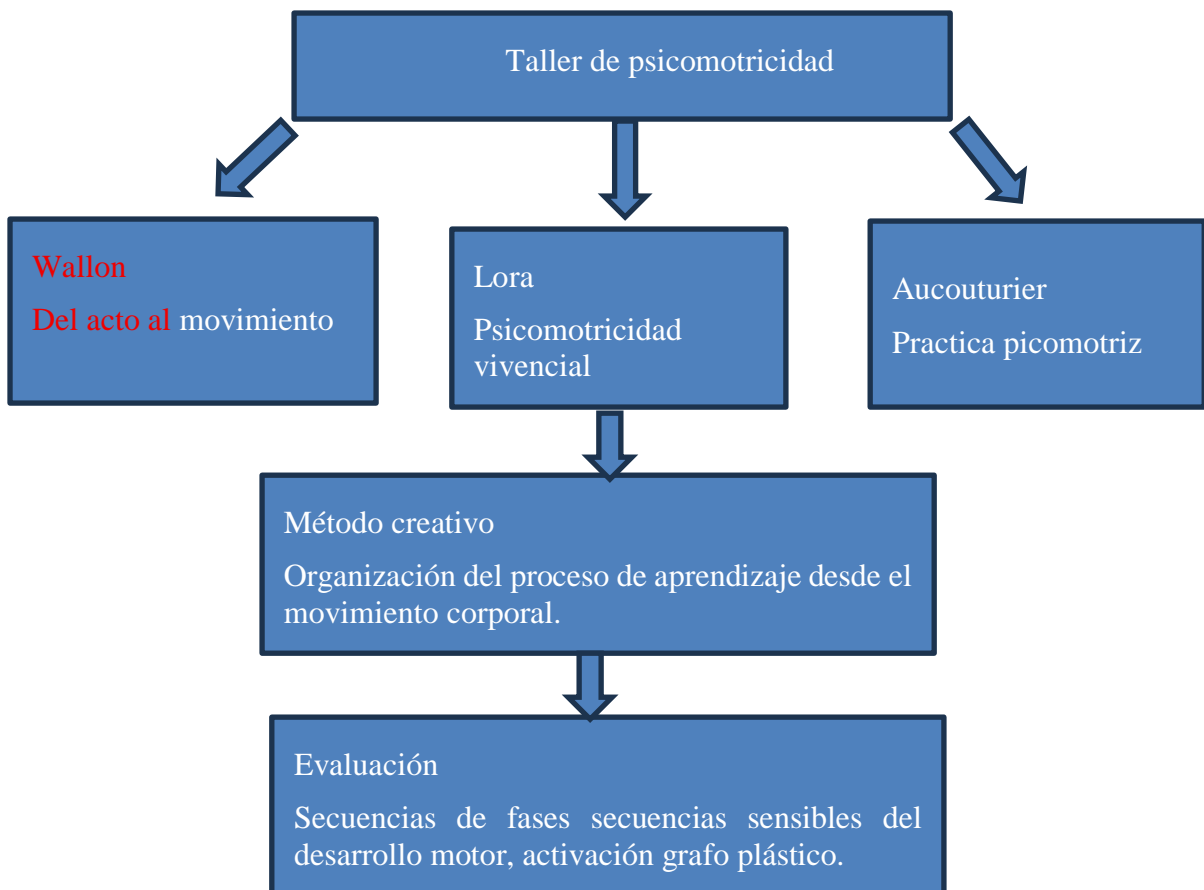 Taller de psicomotricidad
Wallon
Del acto al movimiento
Lora
Psicomotricidad
vivencial
Aucouturier
Practica picomotriz
Método creativo
Organización del proceso de aprendizaje desde el
movimiento corporal.
Evaluación
Secuencias de fases secuencias sensibles del
desarrollo motor, activación grafo plástico.